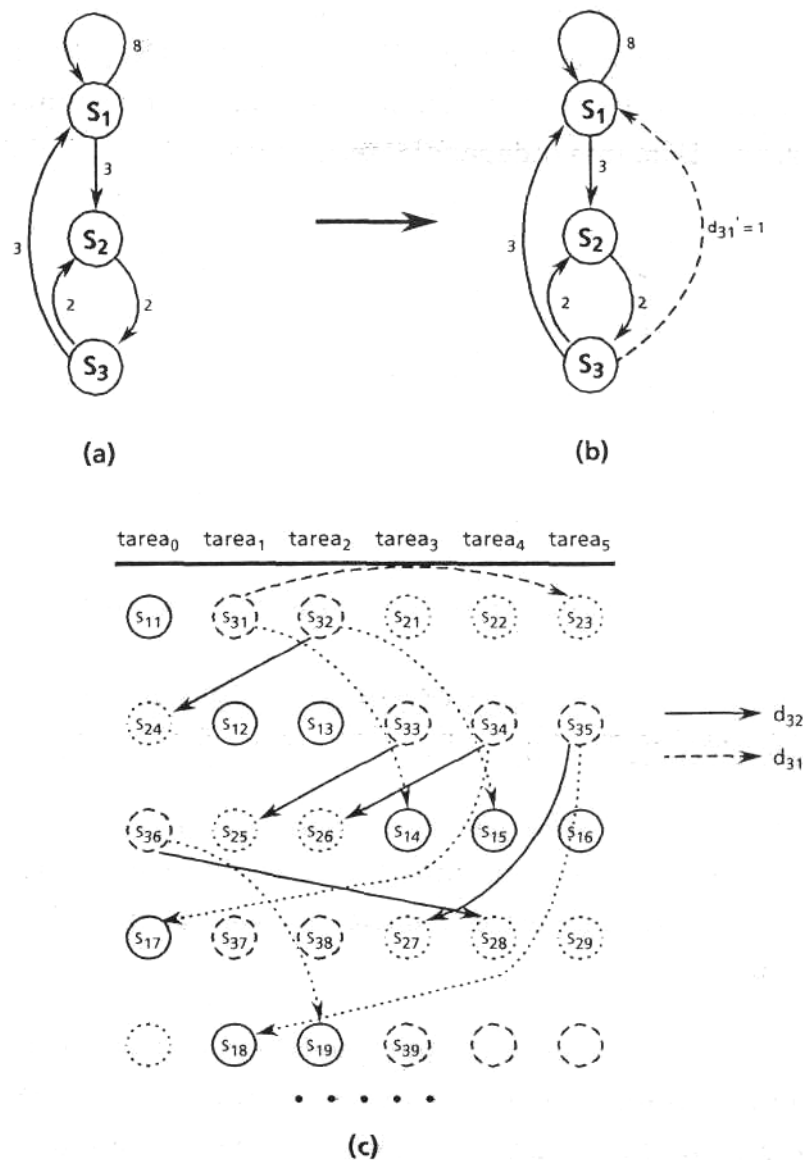 8
8
S1
S1
3
3
S2
S2
3
3
d31' = 1
2
2
2
2
S3
S3
(a)
(b)
tarea0 tarea1 tarea2 tarea3 tarea4 tarea5
S11 S31 S32 S21 S22 S23
S24 S12 S13 S33 S34 S35
d32
d31
S36 S25 S26 S14 S15 S16
S17 S37 S38 S27 S28 S29
S18 S19 S39
(c)